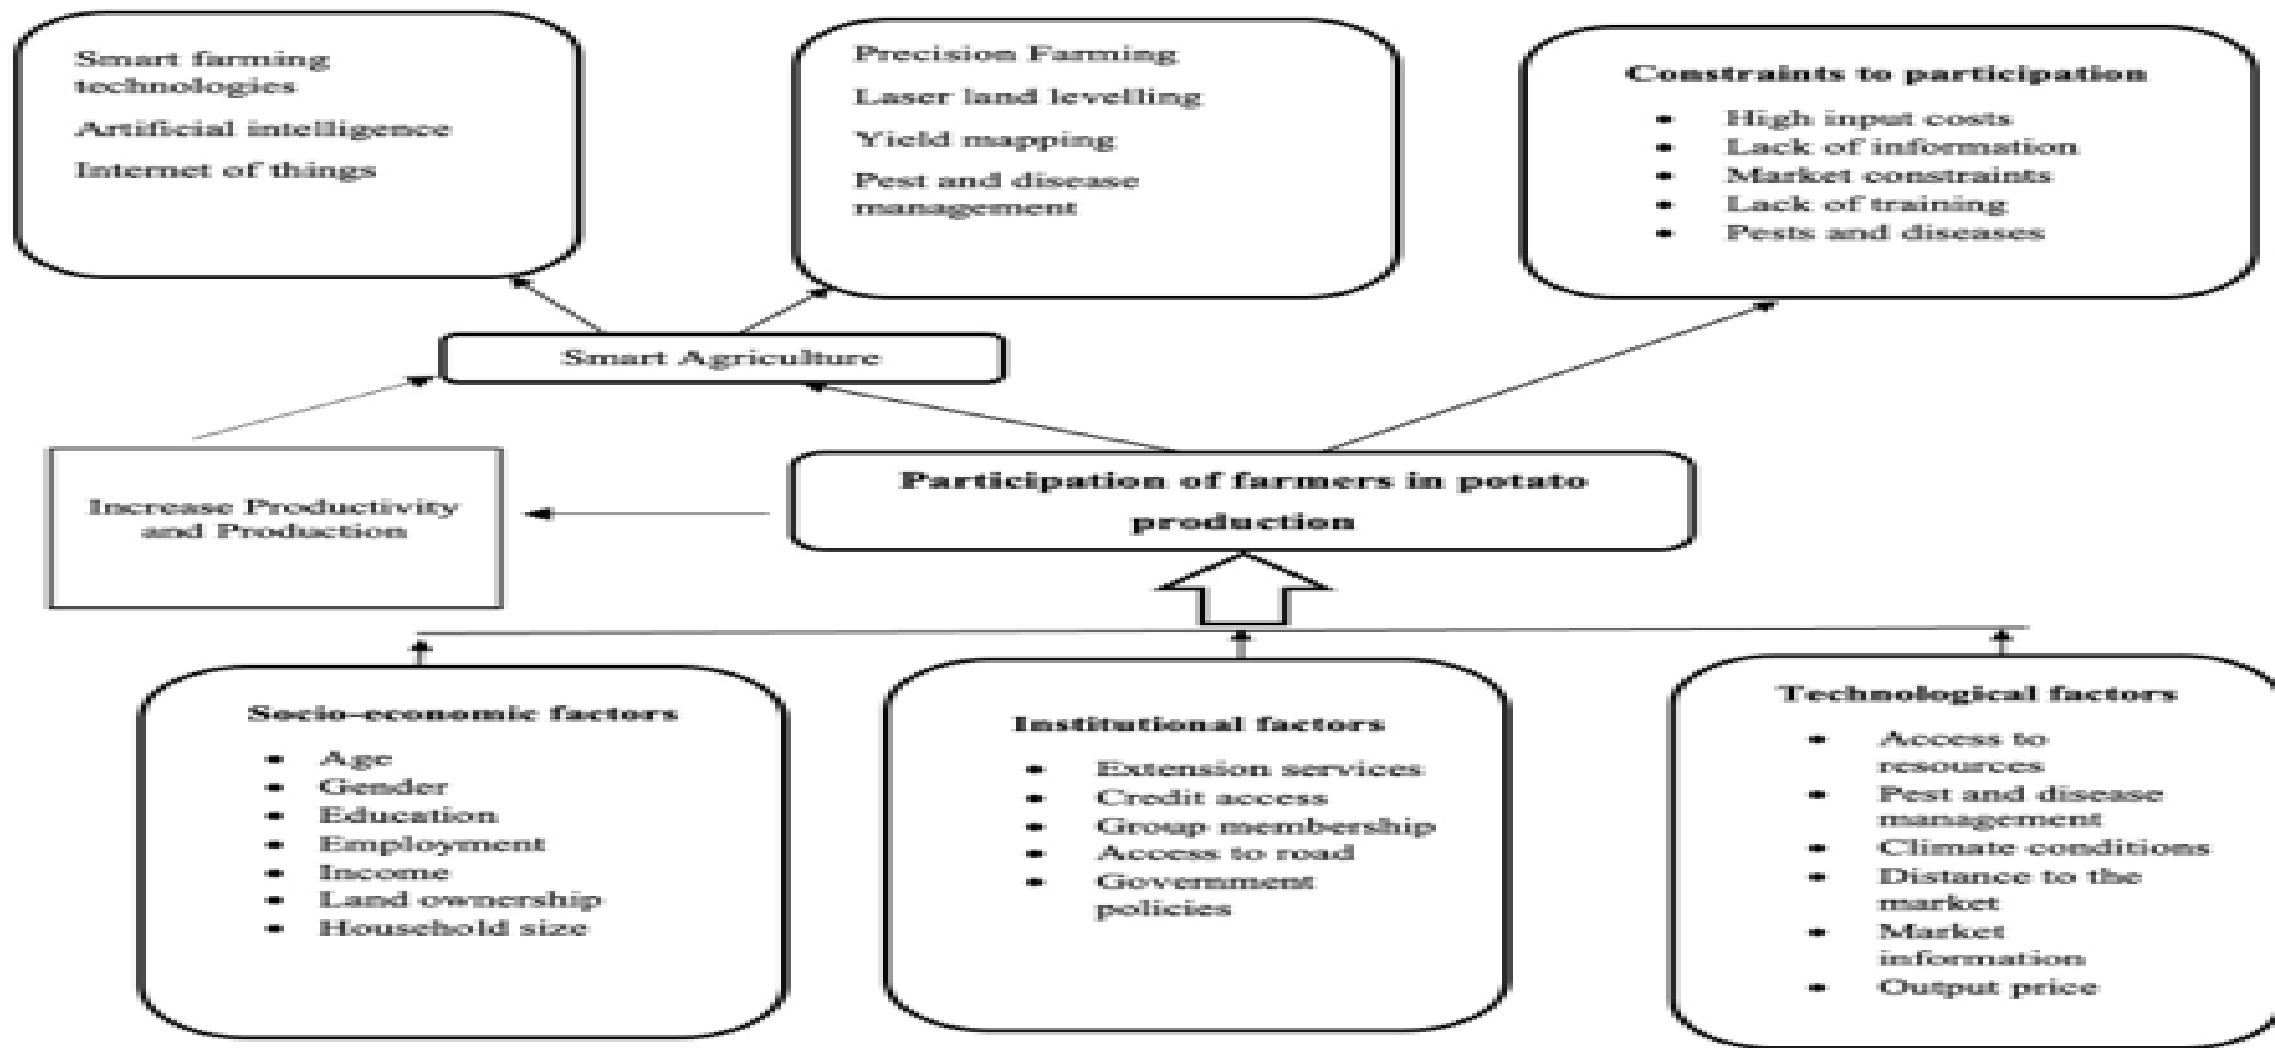 Smart farming
technologies
Artificial intelligence
Internet of things
Precision Farming
Laser land levelling
Yield mapping
Pest and disease
management
Constraints to participation
• High input costs
• Lack of information
• Market constraints
• Lack of training
• Pests and diseases
Smart Agriculture
Increase Productivity
and Production
Participation of farmers in potato
production
Socio-economic factors
• Age
• Gender
• Education
• Employment
• Income
• Land ownership
• Household size
Institutional factors
• Extension services
• Credit access
• Group membership
• Access to road
• Government
policies
Technological factors
• Access to
resources
• Pest and disease
management
• Climate conditions
• Distance to the
market
• Market
information
• Output price